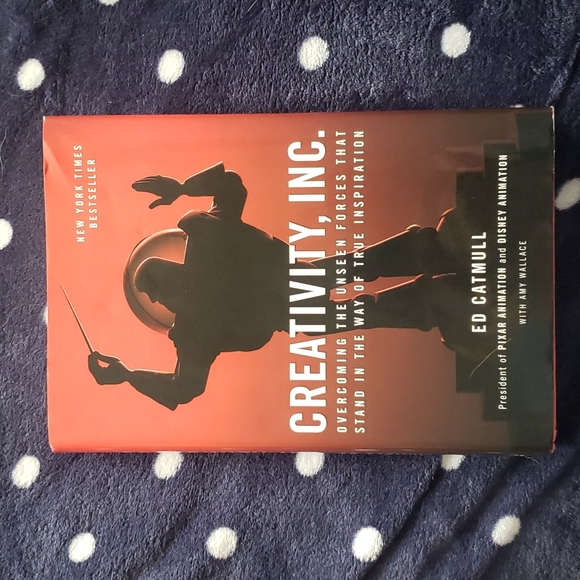 NEW YORK TIMES
BESTSELLER
CREATIVITY, INC.
OVERCOMING THE UNSEEN FORCES THAT
STAND IN THE WAY OF TRUE INSPIRATION
ED CATMULL
President of PIXAR ANIMATION and DISNEY ANIMATION
WITH AMY WALLACE